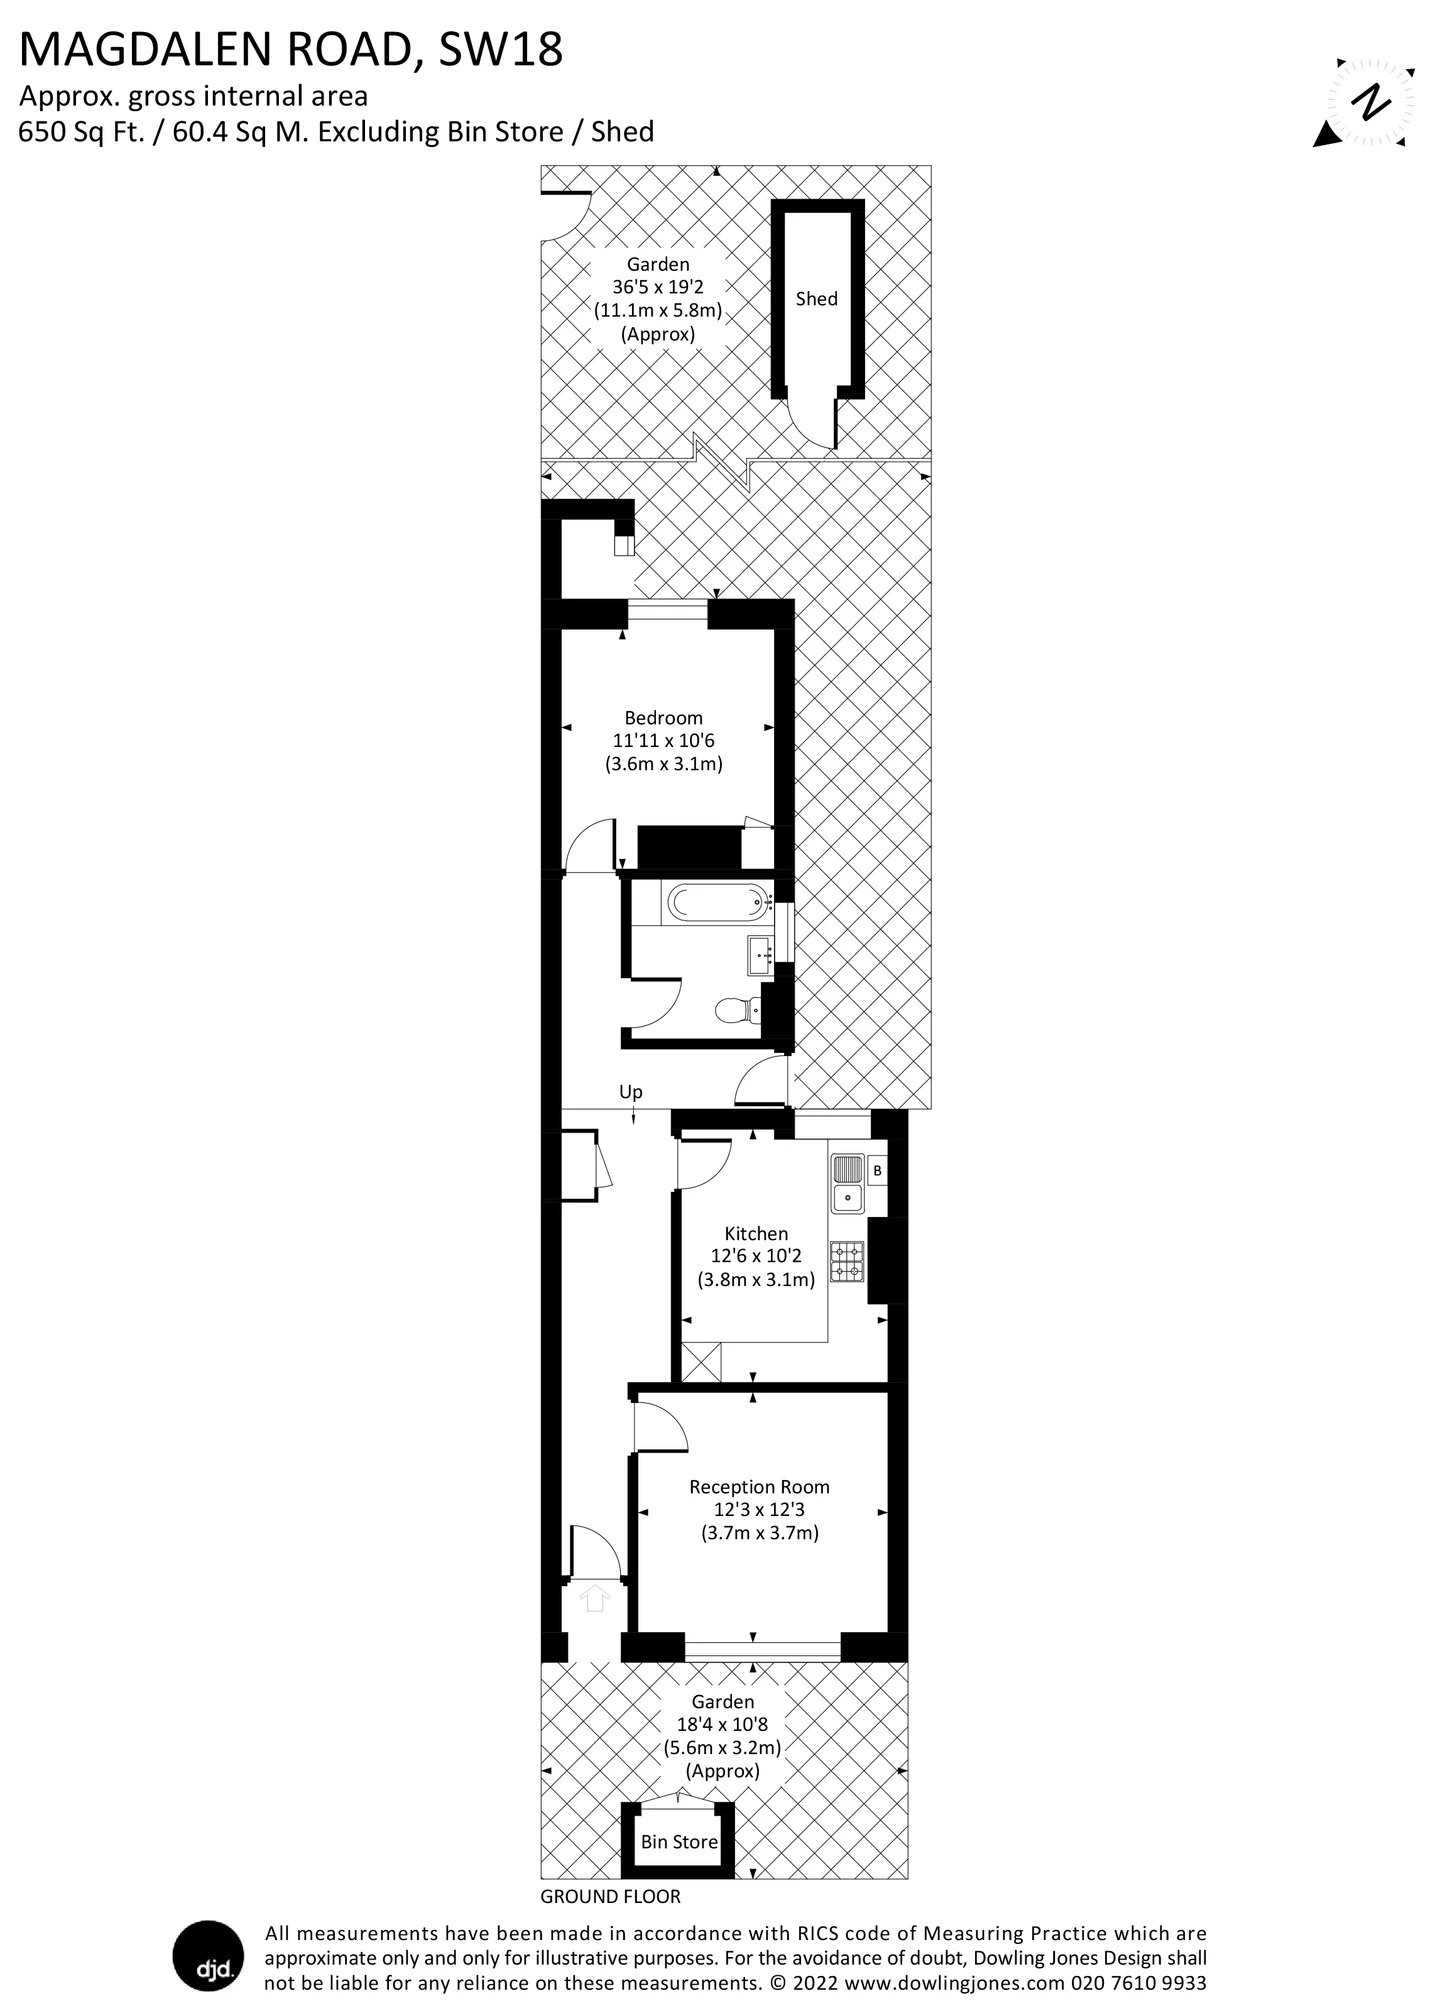 MAGDALEN ROAD, SW18
Approx. gross internal area
650 Sq Ft. / 60.4 Sq M. Excluding Bin Store / Shed
N
Garden
36'5 x 19'2
(11.1m x 5.8m)
(Approx)
Shed
Bedroom
11'11 x 10'6
(3.6m x 3.1m)
Up
B
Kitchen
12'6 x 10'2
(3.8m x 3.1m)
Reception Room
12'3 x 12'3
(3.7m x 3.7m)
Garden
18'4 x 10'8
(5.6m x 3.2m)
(Approx)
Bin Store
GROUND FLOOR
djd.
All measurements have been made in accordance with RICS code of Measuring Practice which are
approximate only and only for illustrative purposes. For the avoidance of doubt, Dowling Jones Design shall
not be liable for any reliance on these measurements. © 2022 www.dowlingjones.com 020 7610 9933